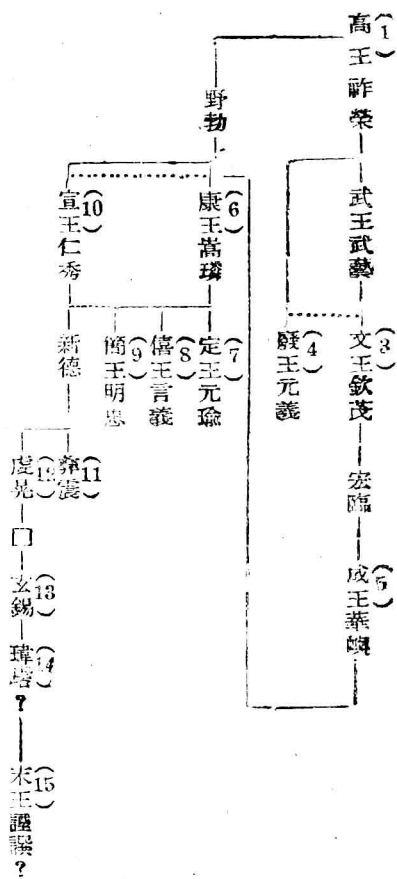 (1)
高王祚榮
武王武藝
(3)
文王欽茂
(4)
廢王元義
宏臨
(5)
成王華嶼
野勃
(6)
康王嵩璘
(7)
定王元瑜
(8)
僖王言義
(9)
簡王明忠
(10)
宣王仁秀
新德
(11)
彝震
(12)
虔晃
□
(13)
玄錫
(14)
瑋瑎
?
(15)
末王諲譔
?